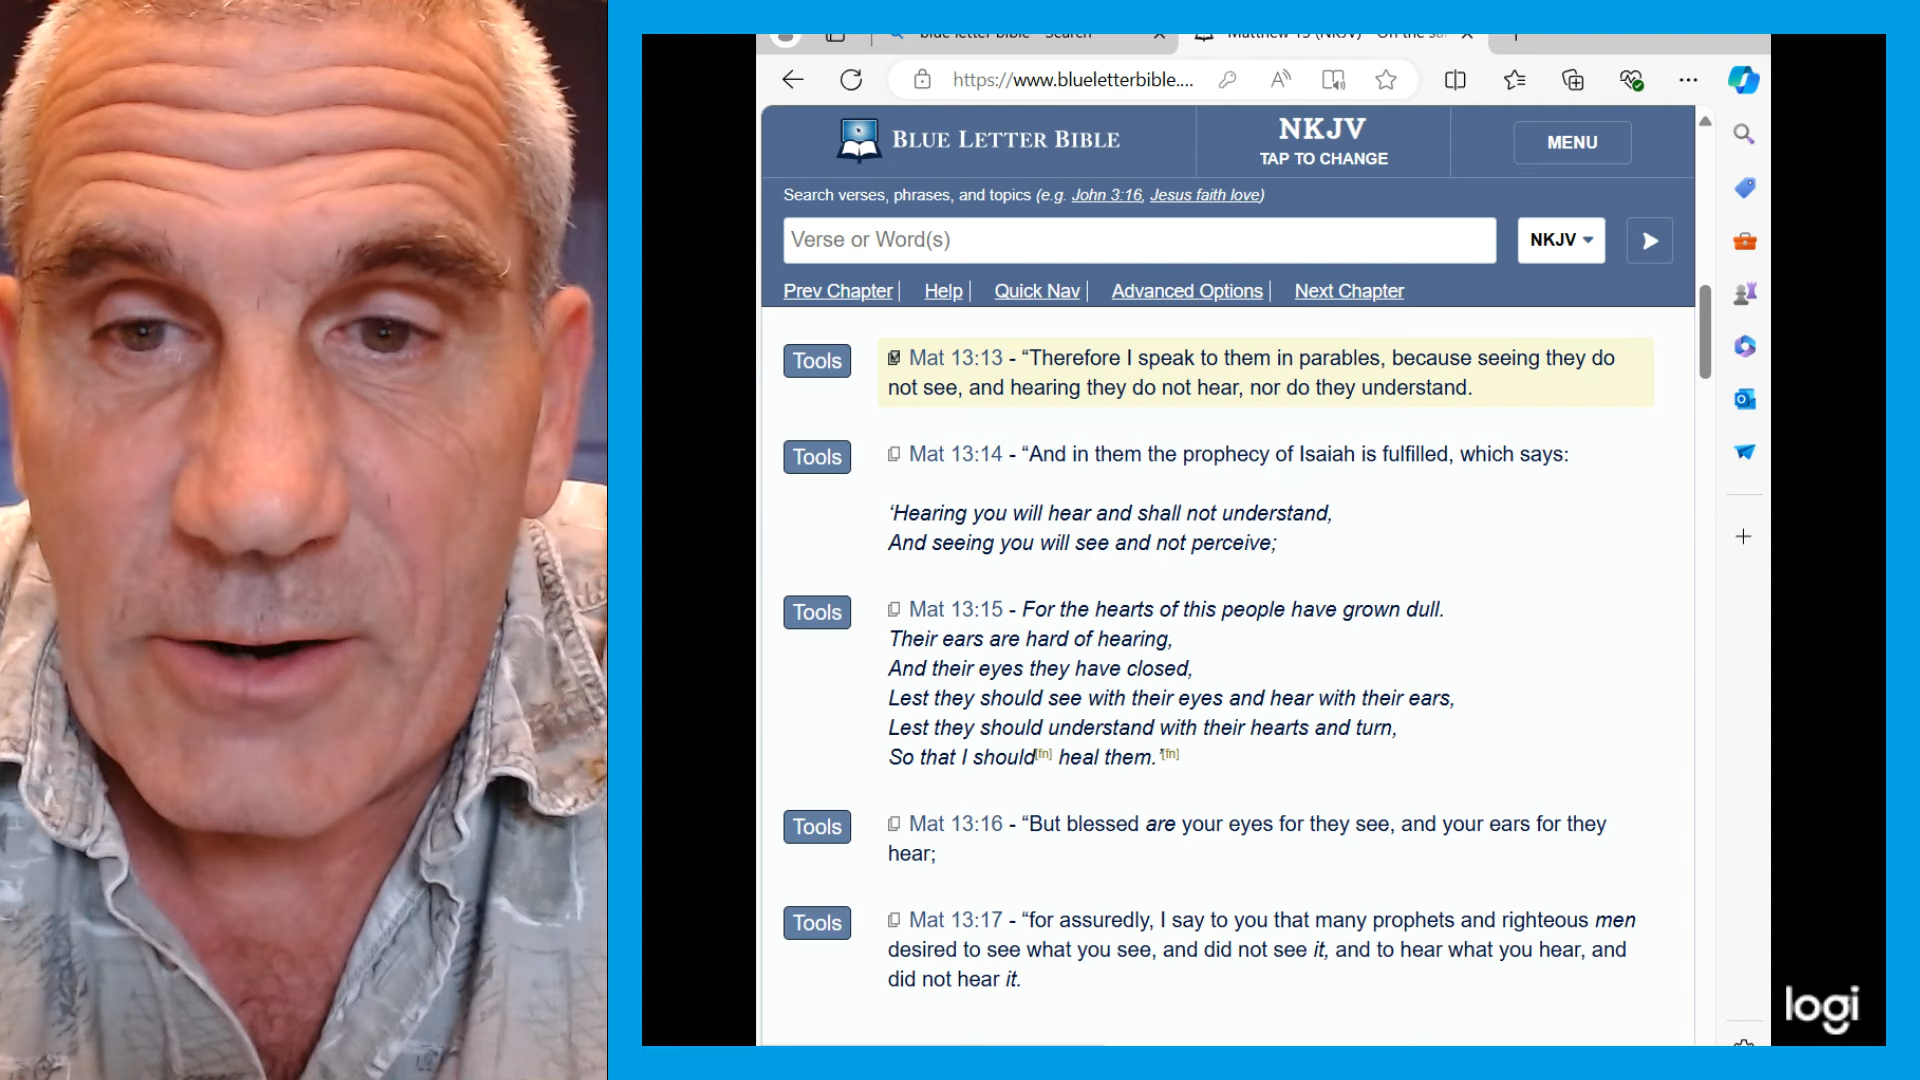 https://www.blueletterbible....
BLUE LETTER BIBLE
NKJV
TAP TO CHANGE
MENU
Search verses, phrases, and topics (e.g. John 3:16, Jesus faith love)
Verse or Word(s)
NKJV
Prev Chapter | Help | Quick Nav | Advanced Options | Next Chapter
Tools
Mat 13:13 - “Therefore I speak to them in parables, because seeing they do
not see, and hearing they do not hear, nor do they understand.
Tools
Mat 13:14 - “And in them the prophecy of Isaiah is fulfilled, which says:
‘Hearing you will hear and shall not understand,
And seeing you will see and not perceive;
Tools
Mat 13:15 - For the hearts of this people have grown dull.
Their ears are hard of hearing,
And their eyes they have closed,
Lest they should see with their eyes and hear with their ears,
Lest they should understand with their hearts and turn,
So that I should[fn] heal them.’[fn]
Tools
Mat 13:16 - “But blessed are your eyes for they see, and your ears for they
hear;
Tools
Mat 13:17 - “for assuredly, I say to you that many prophets and righteous men
desired to see what you see, and did not see it, and to hear what you hear, and
did not hear it.
logi